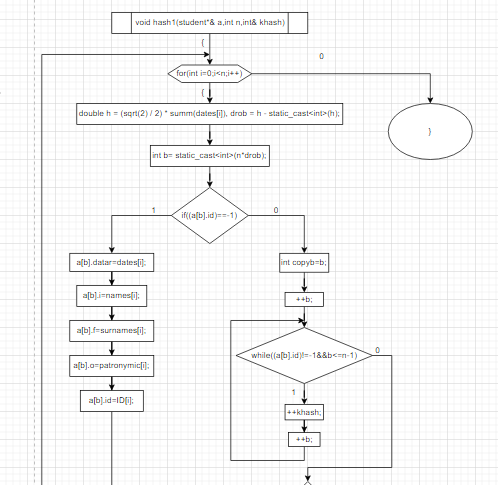 void hash1(student*& a,int n,int& khash)
{
0
for(int i=0;i<n;i++)
{
double h = (sqrt(2) / 2) * summ(dates[i]), drob = h - static_cast<int>(h);
}
int b= static_cast<int>(n*drob);
1
if((a[b].id)==-1)
0
a[b].datar=dates[i];
int copyb=b;
a[b].i=names[i];
++b;
a[b].f=surnames[i];
while((a[b].id)!=-1&&b<=n-1)
0
a[b].o=patronymic[i];
1
a[b].id=ID[i];
++khash;
++b;